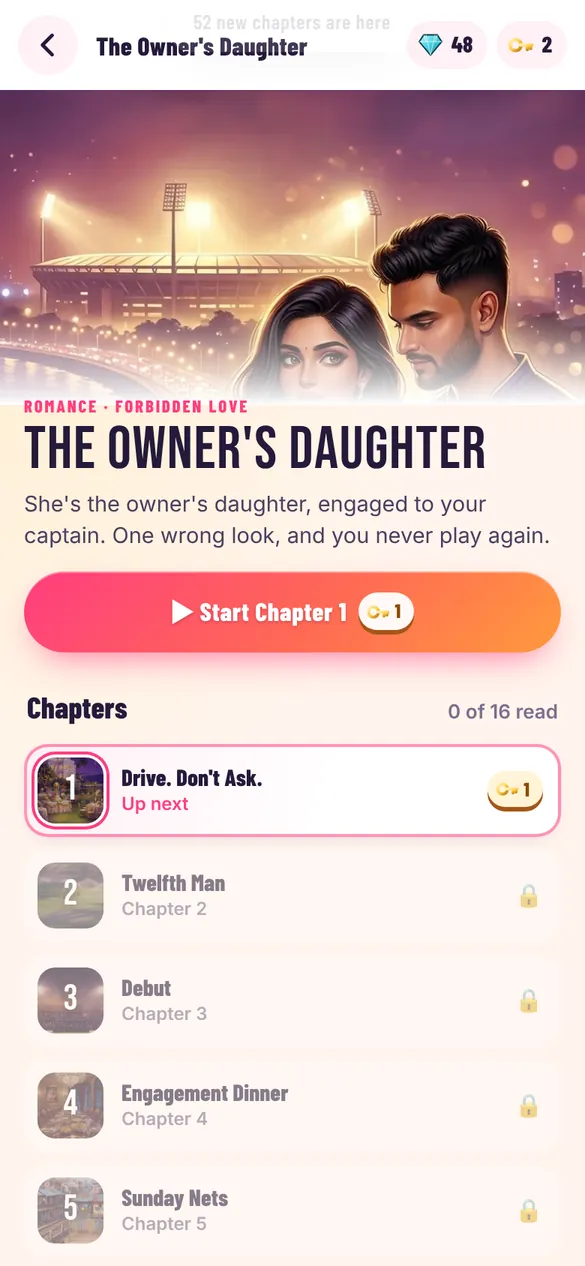 52 new chapters are here
The Owner's Daughter
48
2
ROMANCE · FORBIDDEN LOVE
THE OWNER'S DAUGHTER
She's the owner's daughter, engaged to your
captain. One wrong look, and you never play again.
Start Chapter 1
1
Chapters
0 of 16 read
1
Drive. Don't Ask.
Up next
1
2
Twelfth Man
Chapter 2
3
Debut
Chapter 3
4
Engagement Dinner
Chapter 4
5
Sunday Nets
Chapter 5